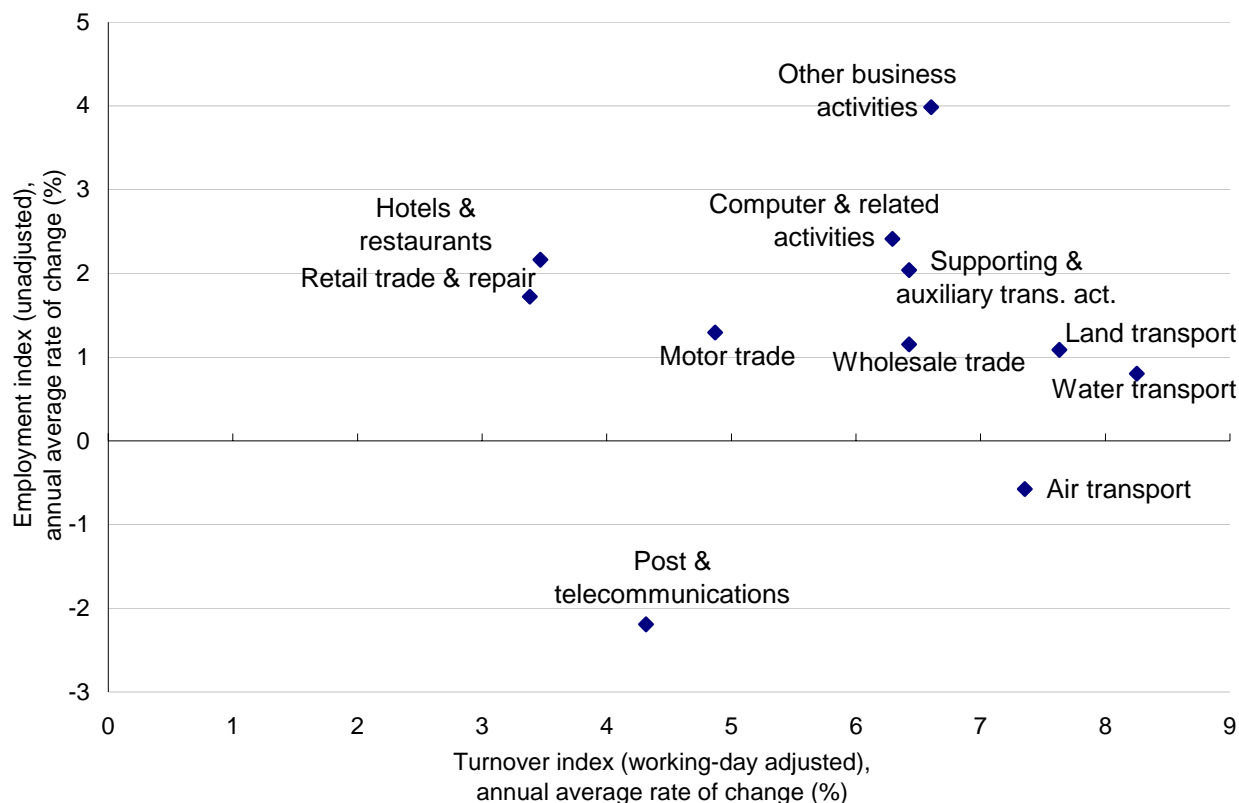 5
4
3
2
1
0
-1
-2
-3
Employment index (unadjusted),
annual average rate of change (%)
Other business
activities
Hotels &
restaurants
Computer & related
activities
Retail trade & repair
Supporting &
auxiliary trans. act.
Motor trade
Wholesale trade
Land transport
Water transport
Air transport
Post &
telecommunications
0 1 2 3 4 5 6 7 8 9
Turnover index (working-day adjusted),
annual average rate of change (%)